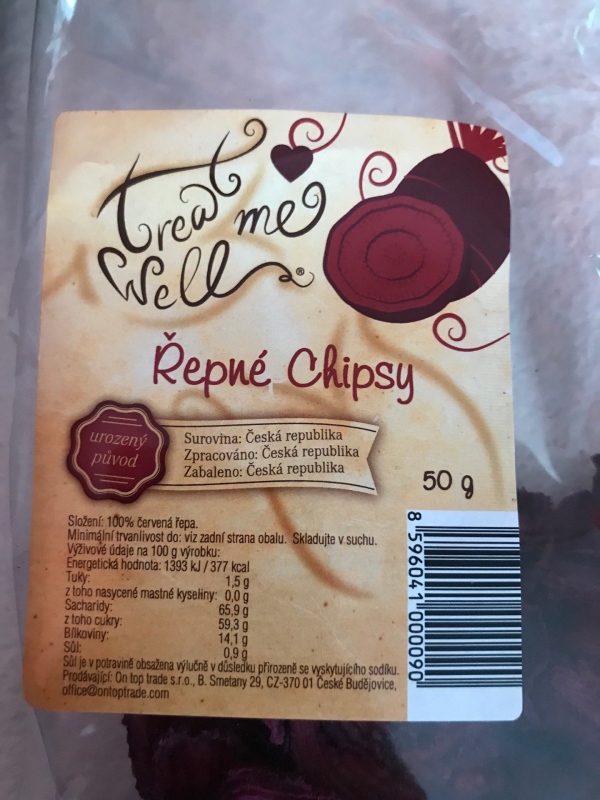 Treat me
Well ®
Řepné Chipsy
urozený
původ
Surovina: Česká republika
Zpracováno: Česká republika
Zabaleno: Česká republika
50 g
Složení: 100% červená řepa.
Minimální trvanlivost do: viz zadní strana obalu. Skladujte v suchu.
Výživové údaje na 100 g výrobku:
Energetická hodnota: 1393 kJ / 377 kcal
Tuky: 1,5 g
z toho nasycené mastné kyseliny: 0,0 g
Sacharidy: 65,9 g
z toho cukry: 59,3 g
Bílkoviny: 14,1 g
Sůl: 0,9 g
Sůl je v potravině obsažena výlučně v důsledku přirozeně se vyskytujícího sodíku.
Prodávající: On top trade s.r.o., B. Smetany 29, CZ-370 01 České Budějovice,
office@ontoptrade.com
8 596041 000090